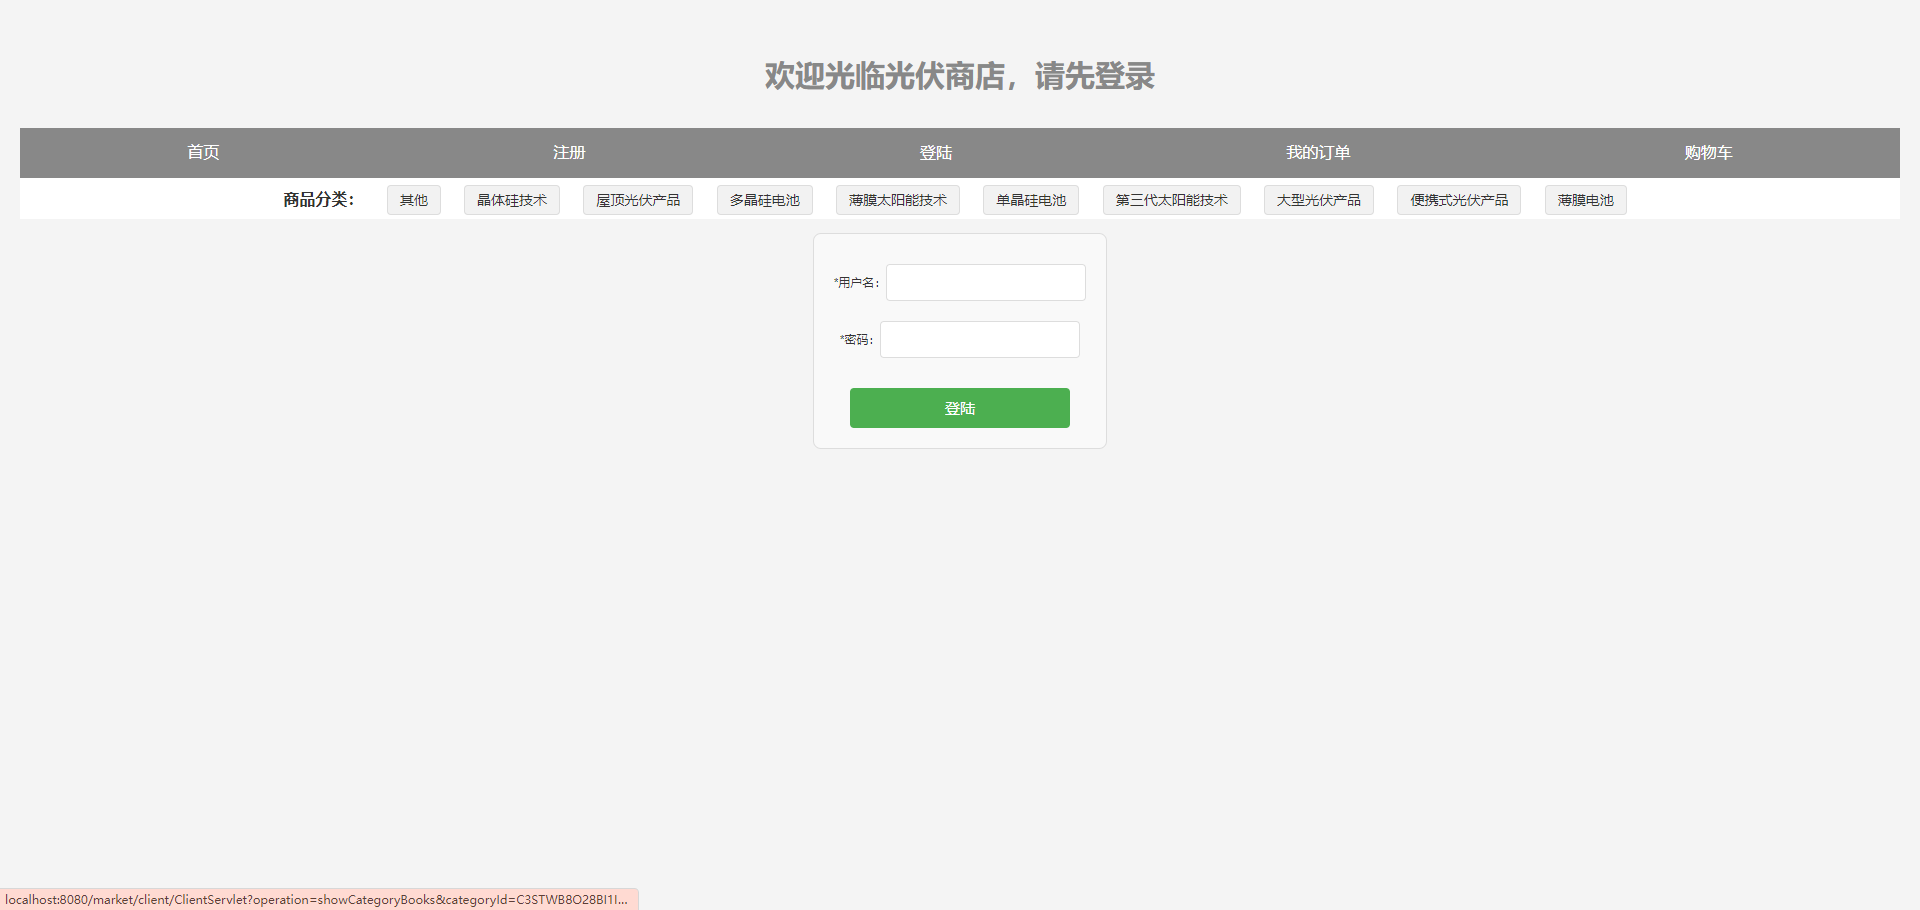 欢迎光临光伏商店，请先登录
首页 注册 登陆 我的订单 购物车
商品分类： 其他 晶体硅技术 屋顶光伏产品 多晶硅电池 薄膜太阳能技术 单晶硅电池 第三代太阳能技术 大型光伏产品 便携式光伏产品 薄膜电池
*用户名：
*密码：
登陆
localhost:8080/market/client/ClientServlet?operation=showCategoryBooks&categoryId=C3STWB8O28BI1I...